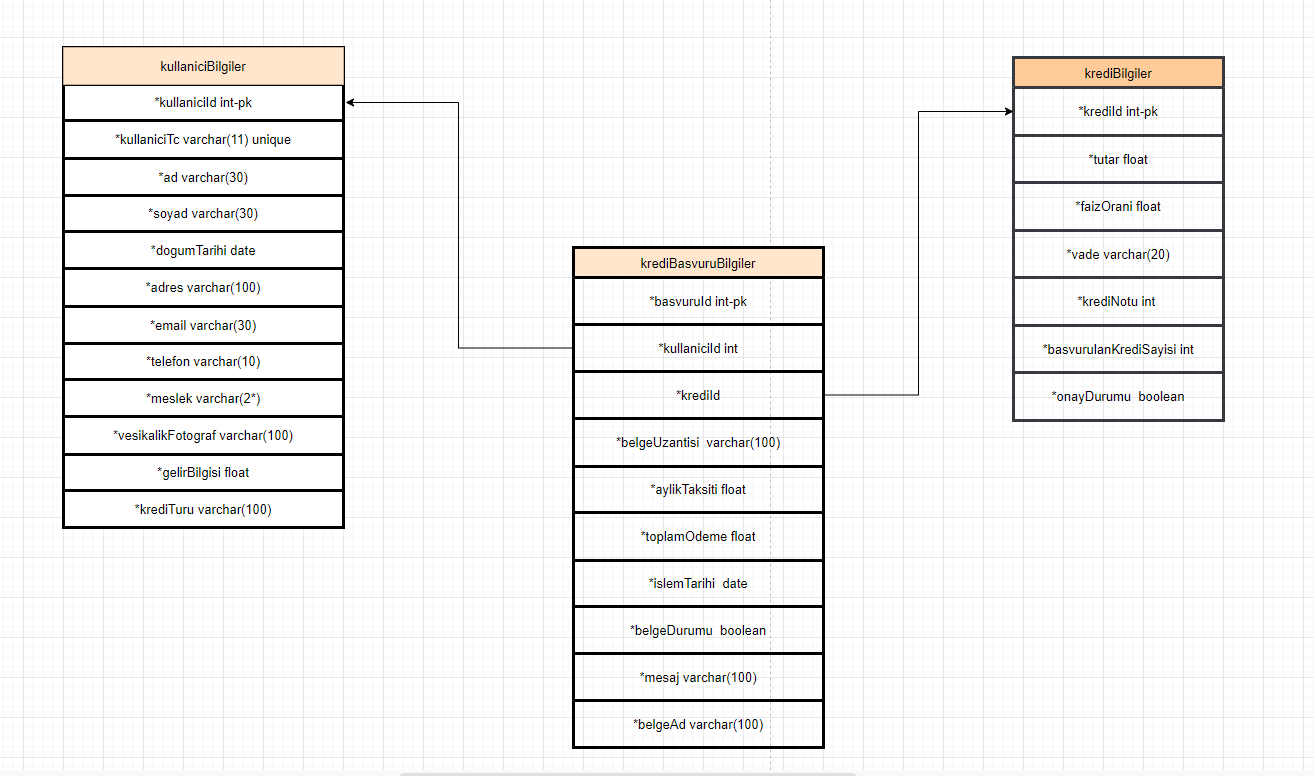 kullaniciBilgiler
*kullaniciId int-pk
*kullaniciTc varchar(11) unique
*ad varchar(30)
*soyad varchar(30)
*dogumTarihi date
*adres varchar(100)
*email varchar(30)
*telefon varchar(10)
*meslek varchar(2*)
*vesikalikFotograf varchar(100)
*gelirBilgisi float
*krediTuru varchar(100)
krediBasvuruBilgiler
*basvuruId int-pk
*kullaniciId int
*krediId
*belgeUzantisi  varchar(100)
*aylikTaksiti float
*toplamOdeme float
*islemTarihi  date
*belgeDurumu  boolean
*mesaj varchar(100)
*belgeAd varchar(100)
krediBilgiler
*krediId int-pk
*tutar float
*faizOrani float
*vade varchar(20)
*krediNotu int
*basvurulanKrediSayisi int
*onayDurumu  boolean